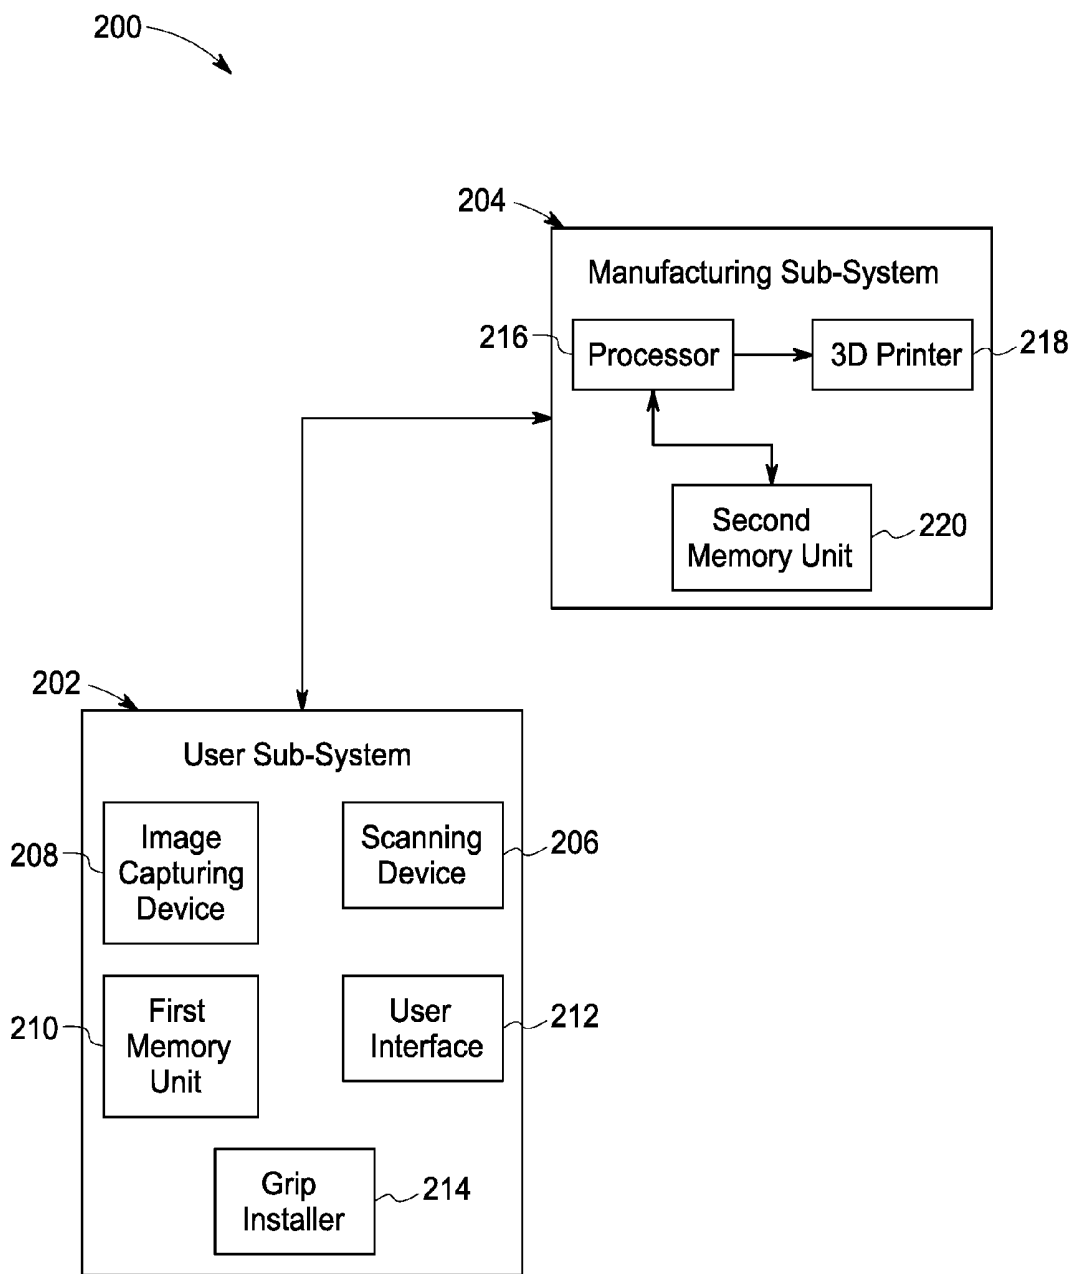 200
204
Manufacturing Sub-System
216
Processor
3D Printer
218
Second
Memory Unit
220
202
User Sub-System
208
Image
Capturing
Device
Scanning
Device
206
210
First
Memory
Unit
User
Interface
212
Grip
Installer
214